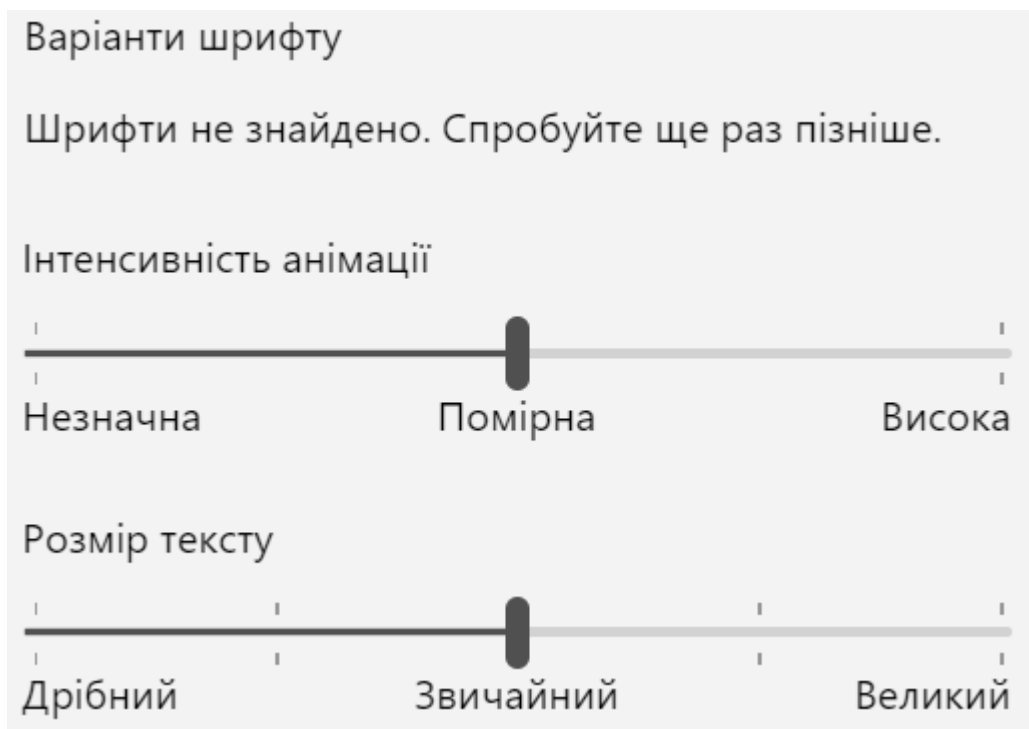 Варіанти шрифту
Шрифти не знайдено. Спробуйте ще раз пізніше.
Інтенсивність анімації
Незначна Помірна Висока
Розмір тексту
Дрібний Звичайний Великий